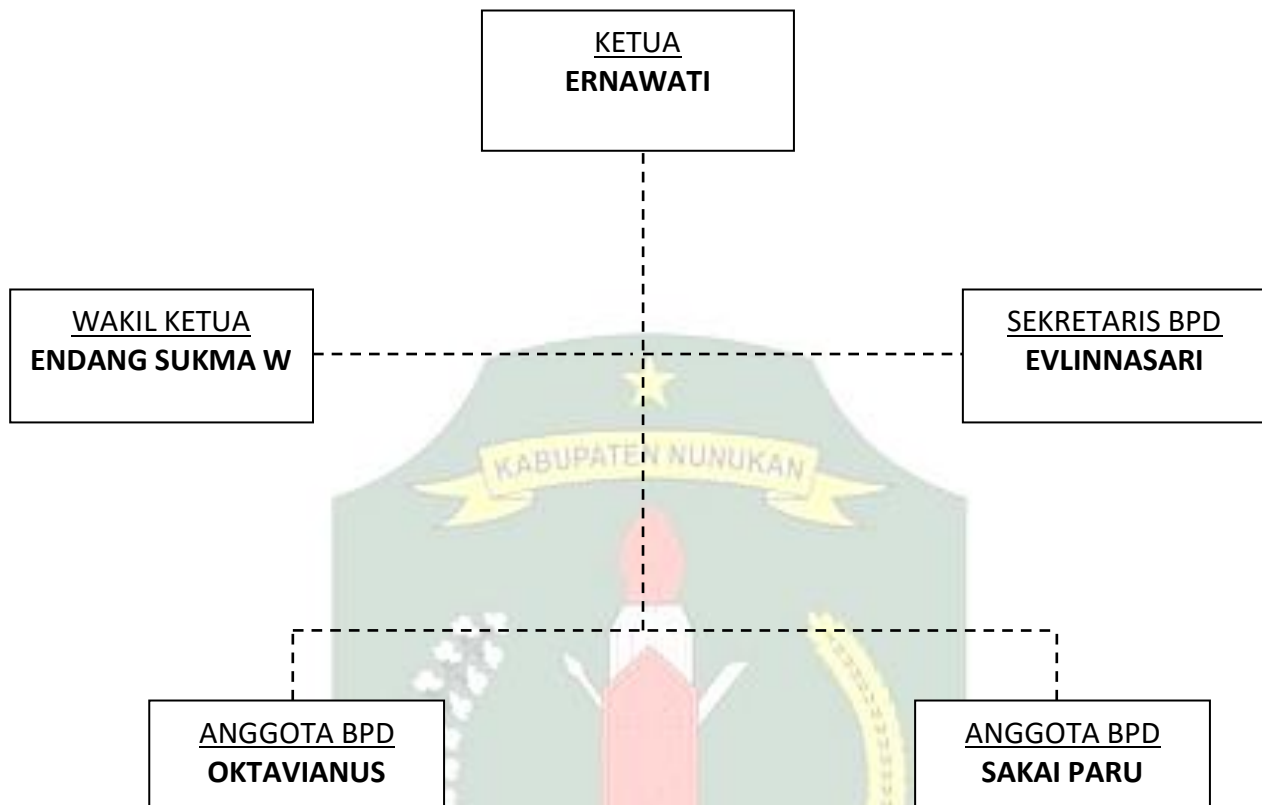 KETUA
ERNAWATI
WAKIL KETUA
ENDANG SUKMA W
SEKRETARIS BPD
EVLINNASARI
KABUPATEN NUNUKAN
ANGGOTA BPD
OKTAVIANUS
ANGGOTA BPD
SAKAI PARU